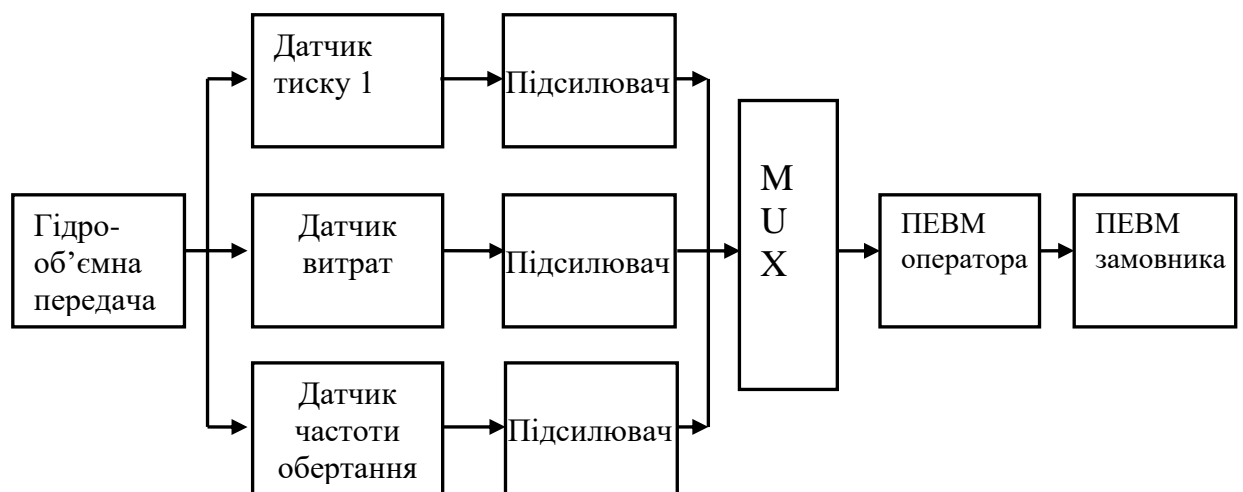 Датчик
тиску 1
Підсилювач
Гідро-
об’ємна
передача
Датчик
витрат
Підсилювач
M
U
X
ПЕВМ
оператора
ПЕВМ
замовника
Датчик
частоти
обертання
Підсилювач